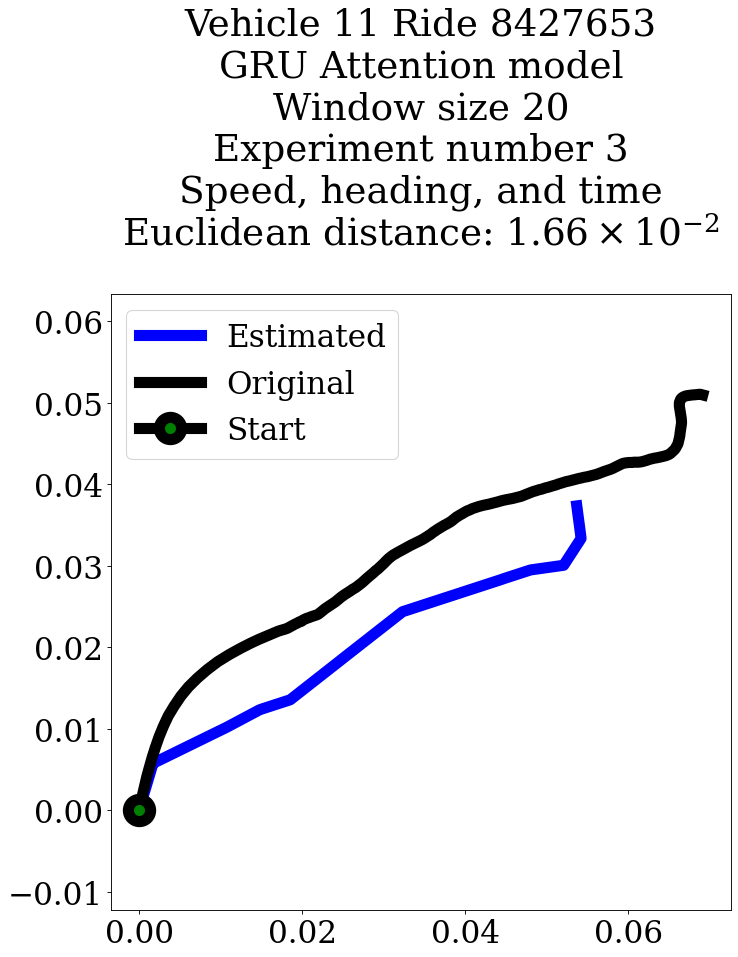 Vehicle 11 Ride 8427653
GRU Attention model
Window size 20
Experiment number 3
Speed, heading, and time
Euclidean distance: 1.66 × 10⁻²
Estimated
Original
Start
0.06
0.05
0.04
0.03
0.02
0.01
0.00
−0.01
0.00 0.02 0.04 0.06